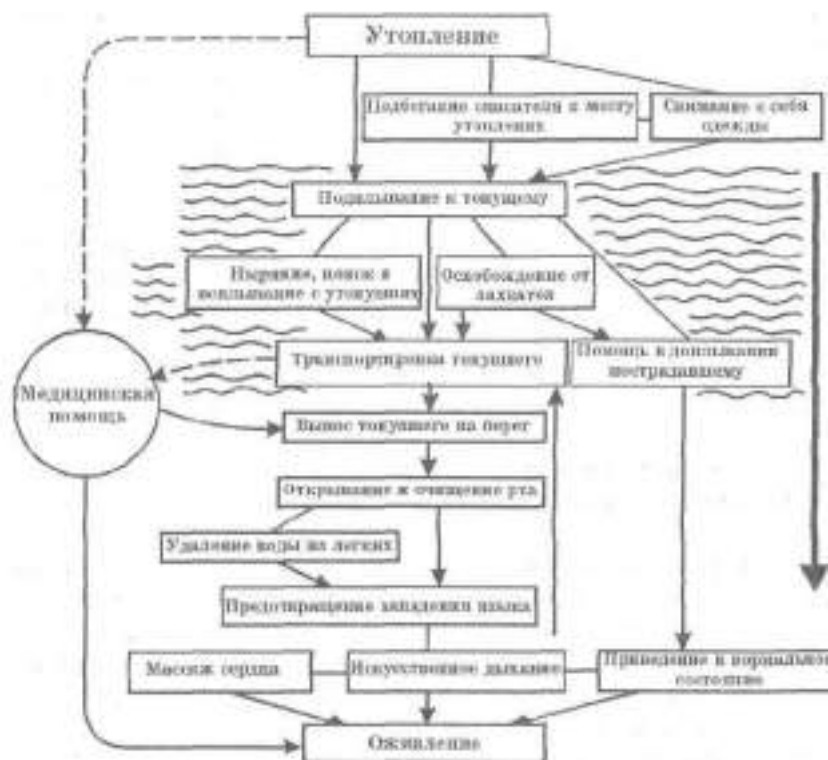 Утопление
Подбегание спасателя к месту
утопления
Снимание с себя
одежды
Подплывание к тонущему
Ныряние, поиск и
всплывание с утонувшим
Освобождение от
захватов
Транспортировка тонущего
Помощь в доплывании
пострадавшему
Медицинская
помощь
Вынос тонущего на берег
Открывание и очищение рта
Удаление воды из легких
Предотвращение западения языка
Массаж сердца
Искусственное дыхание
Приведение в нормальное
состояние
Оживление